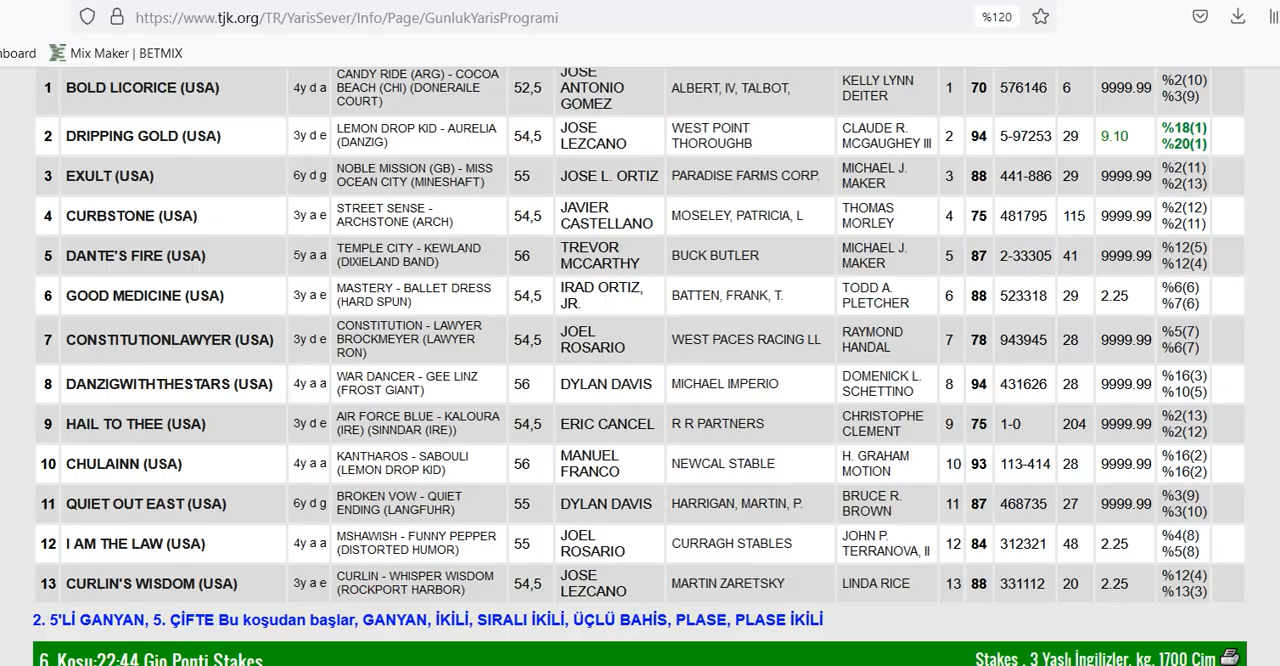 https://www.tjk.org/TR/YarisSever/Info/Page/GunlukYarisProgrami %120
board Mix Maker | BETMIX
1 BOLD LICORICE (USA) 4y d a CANDY RIDE (ARG) - COCOA BEACH (CHI) (DONERAILE COURT) 52,5 JOSE ANTONIO GOMEZ ALBERT, IV, TALBOT, KELLY LYNN DEITER 1 70 576146 6 9999.99 %2(10) %3(9)
2 DRIPPING GOLD (USA) 3y d e LEMON DROP KID - AURELIA (DANZIG) 54,5 JOSE LEZCANO WEST POINT THOROUGHB CLAUDE R. MCGAUGHEY III 2 94 5-97253 29 9.10 %18(1) %20(1)
3 EXULT (USA) 6y d g NOBLE MISSION (GB) - MISS OCEAN CITY (MINESHAFT) 55 JOSE L. ORTIZ PARADISE FARMS CORP. MICHAEL J. MAKER 3 88 441-886 29 9999.99 %2(11) %2(13)
4 CURBSTONE (USA) 3y a e STREET SENSE - ARCHSTONE (ARCH) 54,5 JAVIER CASTELLANO MOSELEY, PATRICIA, L THOMAS MORLEY 4 75 481795 115 9999.99 %2(12) %2(11)
5 DANTE'S FIRE (USA) 5y a a TEMPLE CITY - KEWLAND (DIXIELAND BAND) 56 TREVOR MCCARTHY BUCK BUTLER MICHAEL J. MAKER 5 87 2-33305 41 9999.99 %12(5) %12(4)
6 GOOD MEDICINE (USA) 3y a e MASTERY - BALLET DRESS (HARD SPUN) 54,5 IRAD ORTIZ, JR. BATTEN, FRANK, T. TODD A. PLETCHER 6 88 523318 29 2.25 %6(6) %7(6)
7 CONSTITUTIONLAWYER (USA) 3y d e CONSTITUTION - LAWYER BROCKMEYER (LAWYER RON) 54,5 JOEL ROSARIO WEST PACES RACING LL RAYMOND HANDAL 7 78 943945 28 9999.99 %5(7) %6(7)
8 DANZIGWITHTHESTARS (USA) 4y a a WAR DANCER - GEE LINZ (FROST GIANT) 56 DYLAN DAVIS MICHAEL IMPERIO DOMENICK L. SCHETTINO 8 94 431626 28 9999.99 %16(3) %10(5)
9 HAIL TO THEE (USA) 3y d e AIR FORCE BLUE - KALOURA (IRE) (SINNDAR (IRE)) 54,5 ERIC CANCEL R R PARTNERS CHRISTOPHE CLEMENT 9 75 1-0 204 9999.99 %2(13) %2(12)
10 CHULAINN (USA) 4y a a KANTHAROS - SABOULI (LEMON DROP KID) 56 MANUEL FRANCO NEWCAL STABLE H. GRAHAM MOTION 10 93 113-414 28 9999.99 %16(2) %16(2)
11 QUIET OUT EAST (USA) 6y d g BROKEN VOW - QUIET ENDING (LANGFUHR) 55 DYLAN DAVIS HARRIGAN, MARTIN, P. BRUCE R. BROWN 11 87 468735 27 9999.99 %3(9) %3(10)
12 I AM THE LAW (USA) 4y a a MSHAWISH - FUNNY PEPPER (DISTORTED HUMOR) 55 JOEL ROSARIO CURRAGH STABLES JOHN P. TERRANOVA, II 12 84 312321 48 2.25 %4(8) %5(8)
13 CURLIN'S WISDOM (USA) 3y a e CURLIN - WHISPER WISDOM (ROCKPORT HARBOR) 54,5 JOSE LEZCANO MARTIN ZARETSKY LINDA RICE 13 88 331112 20 2.25 %12(4) %13(3)
2. 5'Lİ GANYAN, 5. ÇİFTE Bu koşudan başlar, GANYAN, İKİLİ, SIRALI İKİLİ, ÜÇLÜ BAHİS, PLASE, PLASE İKİLİ
6. Koşu:22:44 Gio Ponti Stakes Stakes , 3 Yaşlı İngilizler, kg, 1700 Çim